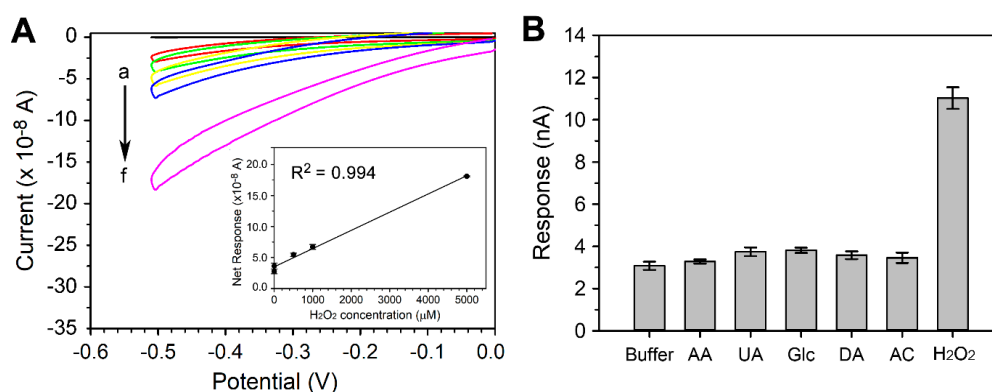 A
0
-5
-10
-15
-20
-25
-30
-35
Current (x 10-8 A)
a
f
-0.6
-0.5
-0.4
-0.3
-0.2
-0.1
0.0
Potential (V)
R2 = 0.994
20.0
15.0
10.0
5.0
0.0
Net Response (x10-8 A)
0
1000
2000
3000
4000
5000
H2O2 concentration (μM)
B
14
12
10
8
6
4
2
0
Response (nA)
Buffer
AA
UA
Glc
DA
AC
H2O2